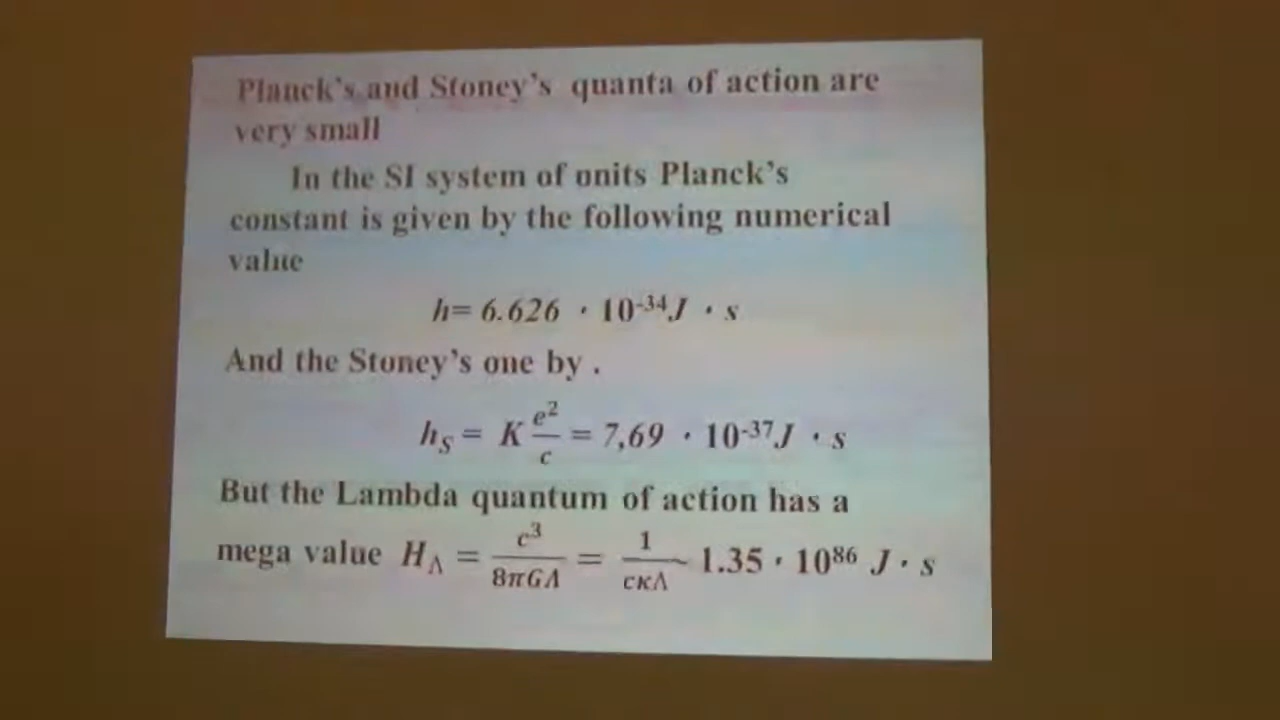 Planck's and Stoney's quanta of action are
very small
In the SI system of units Planck's
constant is given by the following numerical
value
h= 6.626 · 10⁻³⁴J · s
And the Stoney's one by .
hₛ = K e²/c = 7,69 · 10⁻³⁷J · s
But the Lambda quantum of action has a
mega value H_Λ = c³/8πGΛ = 1/cκΛ ~ 1.35 · 10⁸⁶ J · s